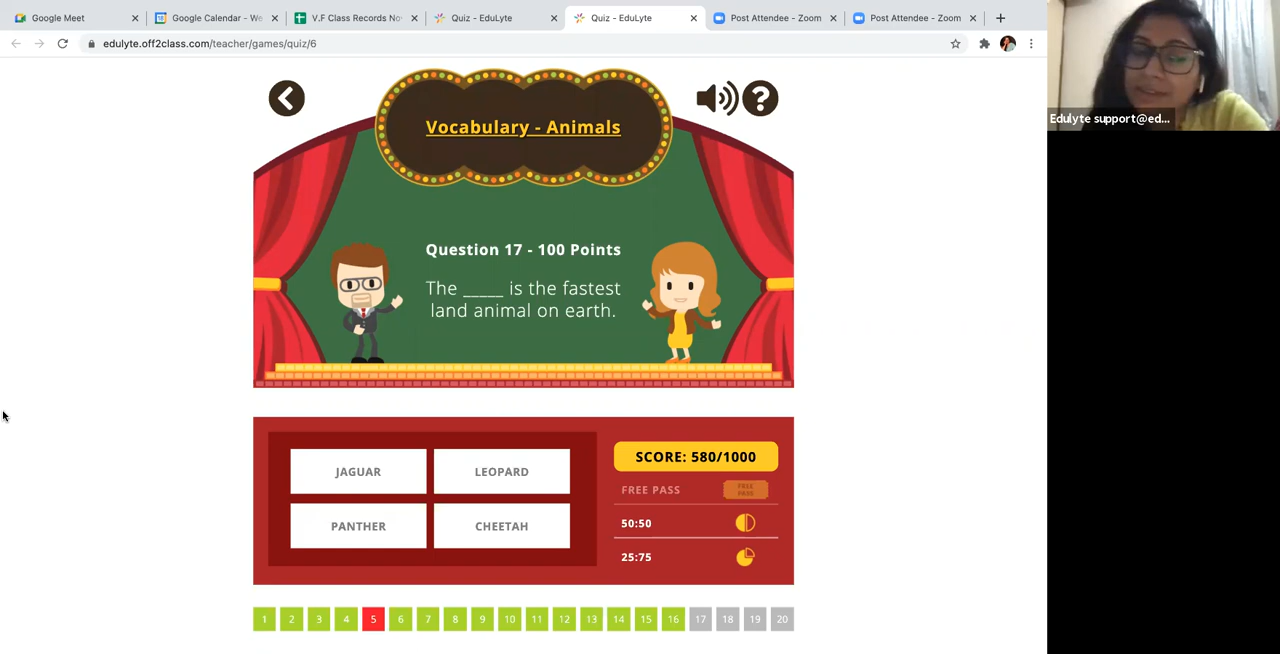 Google Meet
Google Calendar - We
V.F Class Records No
Quiz - EduLyte
Quiz - EduLyte
Post Attendee - Zoom
Post Attendee - Zoom
edulyte.off2class.com/teacher/games/quiz/6
Edulyte support@ed...
Vocabulary - Animals
Question 17 - 100 Points
The _____ is the fastest
land animal on earth.
JAGUAR
LEOPARD
PANTHER
CHEETAH
SCORE: 580/1000
FREE PASS
FREE
PASS
50:50
25:75
1 2 3 4 5 6 7 8 9 10 11 12 13 14 15 16 17 18 19 20